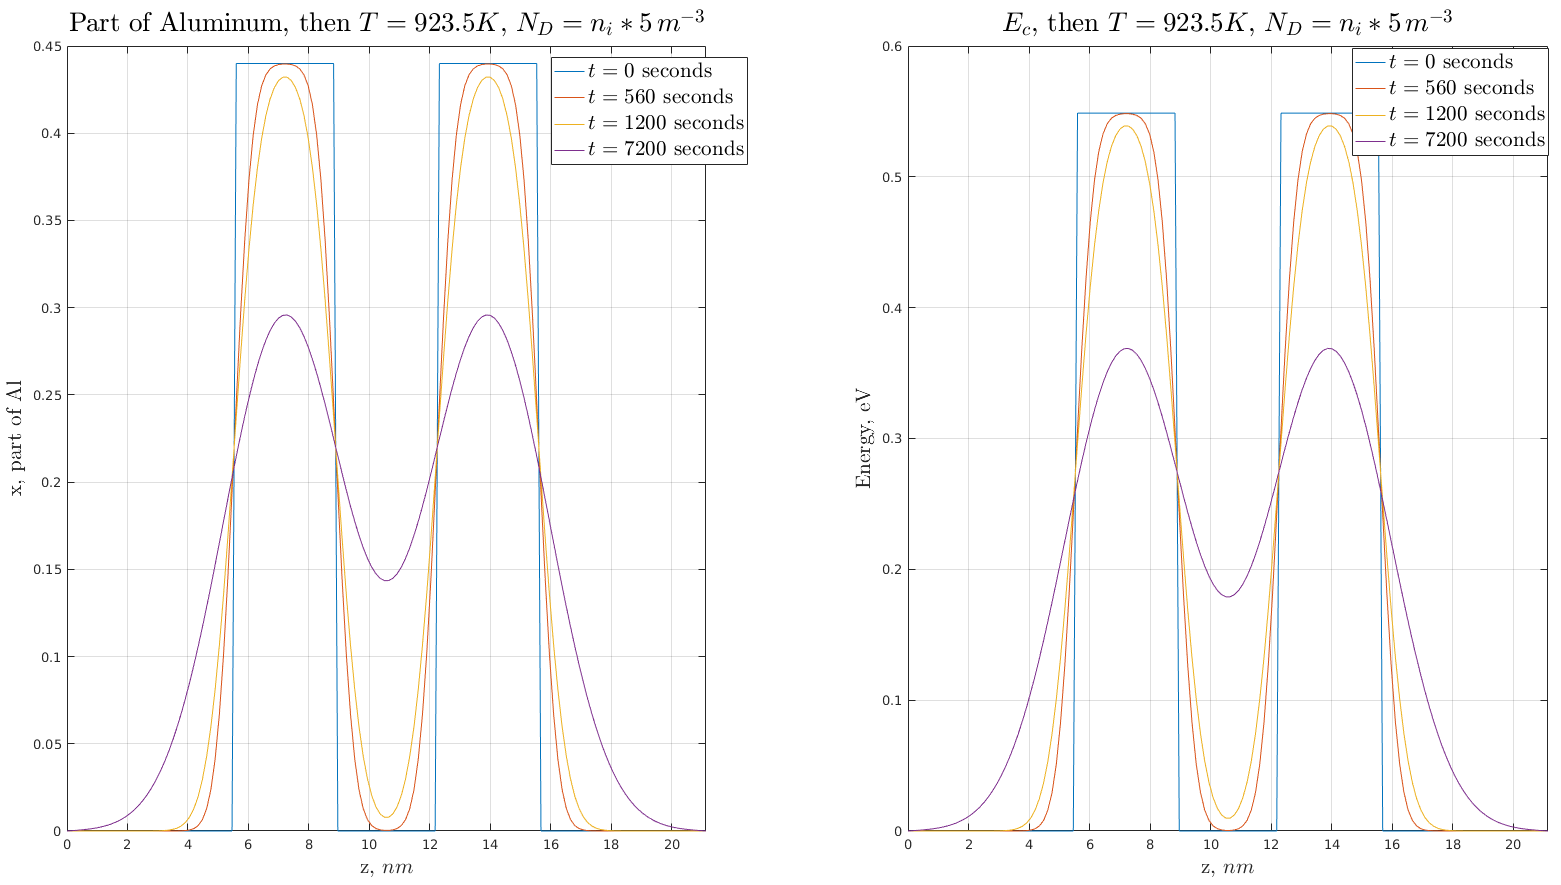 Part of Aluminum, then T = 923.5K, N_D = n_i * 5 m^{-3}
0.45
0.4
0.35
0.3
0.25
0.2
0.15
0.1
0.05
0
x, part of Al
0 2 4 6 8 10 12 14 16 18 20
z, nm
t = 0 seconds
t = 560 seconds
t = 1200 seconds
t = 7200 seconds
E_c, then T = 923.5K, N_D = n_i * 5 m^{-3}
0.6
0.5
0.4
0.3
0.2
0.1
0
Energy, eV
0 2 4 6 8 10 12 14 16 18 20
z, nm
t = 0 seconds
t = 560 seconds
t = 1200 seconds
t = 7200 seconds